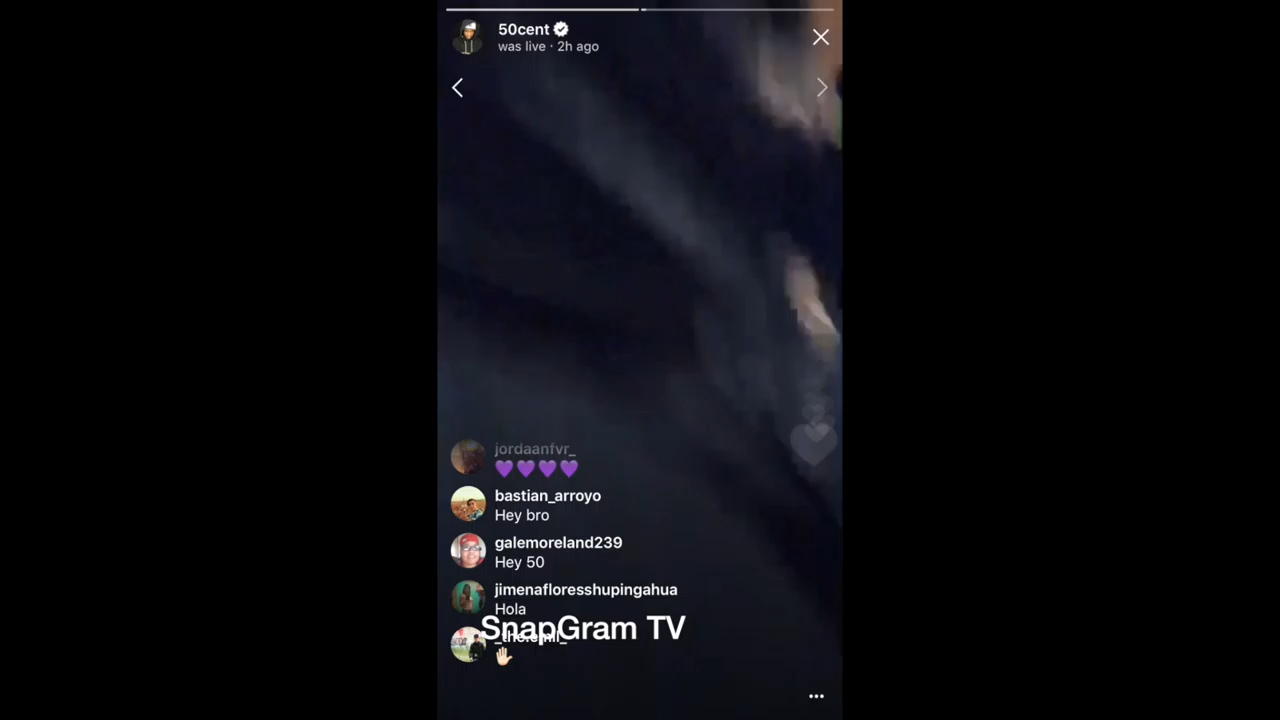 50cent
was live · 2h ago
jordaanfvr_
💜💜💜💜
bastian_arroyo
Hey bro
galemoreland239
Hey 50
jimenafloresshupingahua
Hola
SnapGram TV
✋🏻